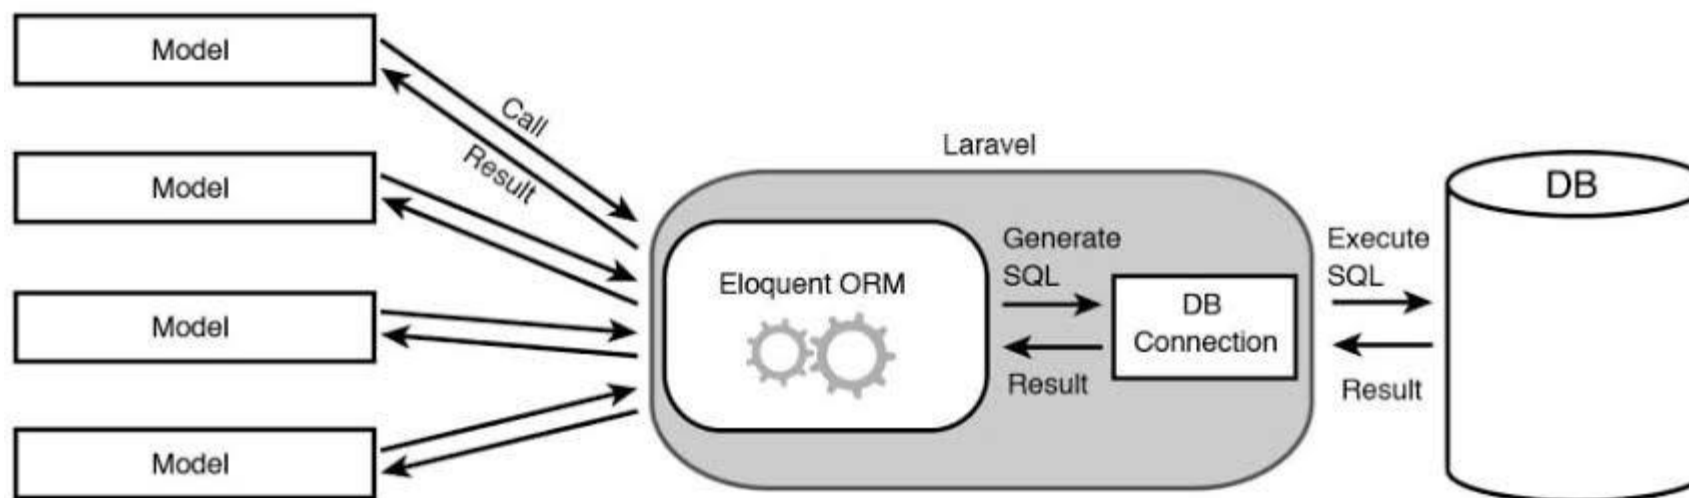 Model
Model
Model
Model
Call
Result
Laravel
Eloquent ORM
Generate
SQL
Result
DB
Connection
Execute
SQL
Result
DB